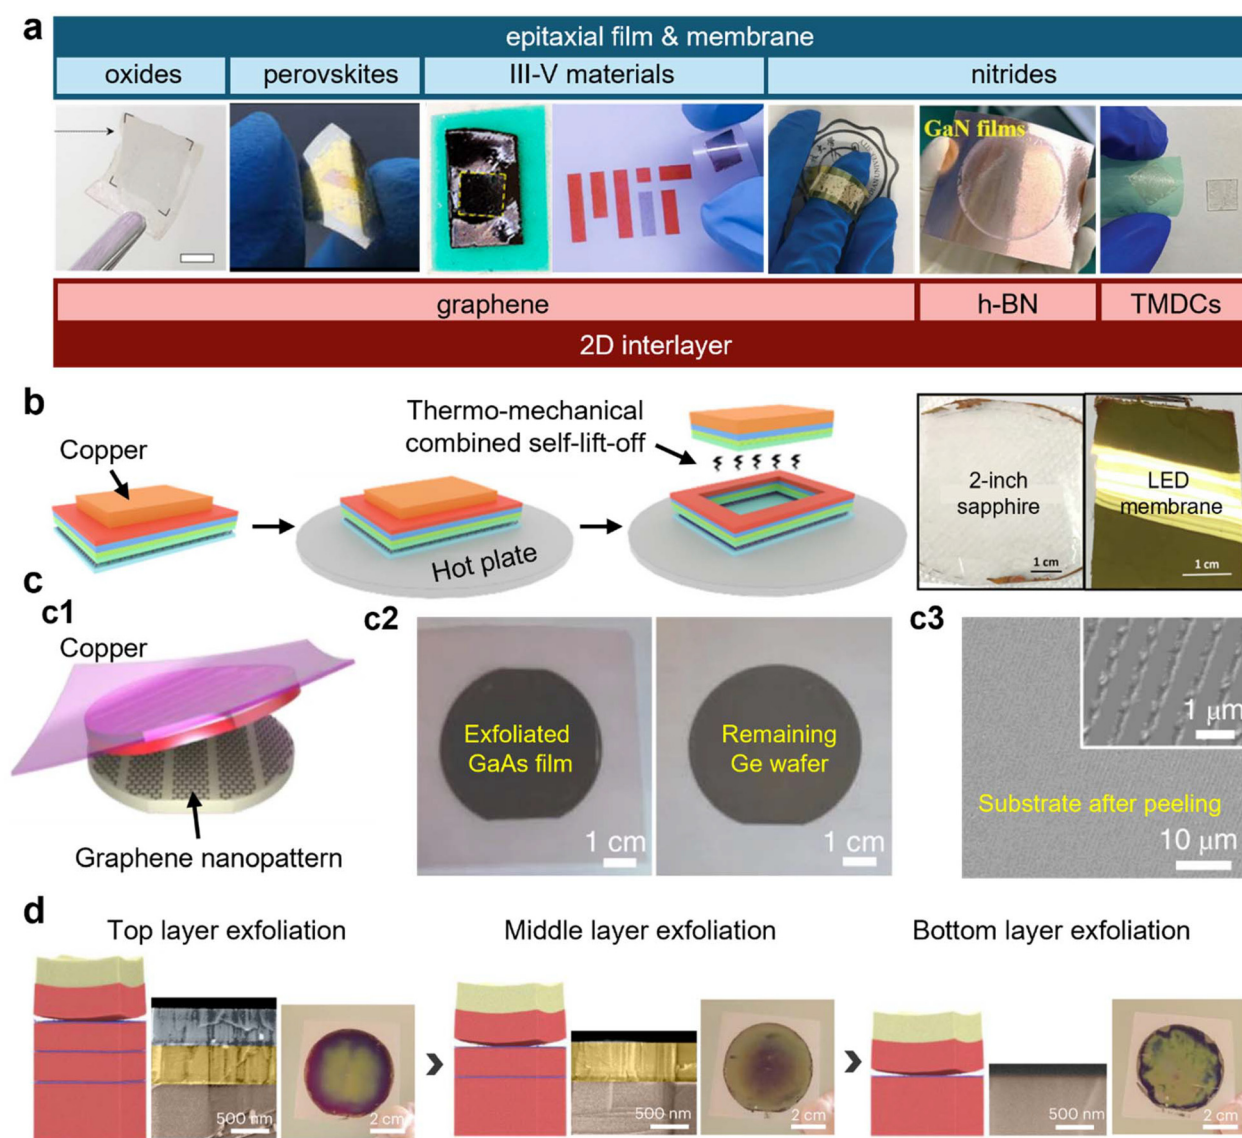 a
epitaxial film & membrane
oxides
perovskites
III-V materials
nitrides
GaN films
graphene
h-BN
TMDCs
2D interlayer
b
Copper
Thermo-mechanical
combined self-lift-off
Hot plate
2-inch
sapphire
1 cm
LED
membrane
1 cm
c
c1
Copper
Graphene nanopattern
c2
Exfoliated
GaAs film
1 cm
Remaining
Ge wafer
1 cm
c3
1 μm
Substrate after peeling
10 μm
d
Top layer exfoliation
500 nm
2 cm
Middle layer exfoliation
500 nm
2 cm
Bottom layer exfoliation
500 nm
2 cm